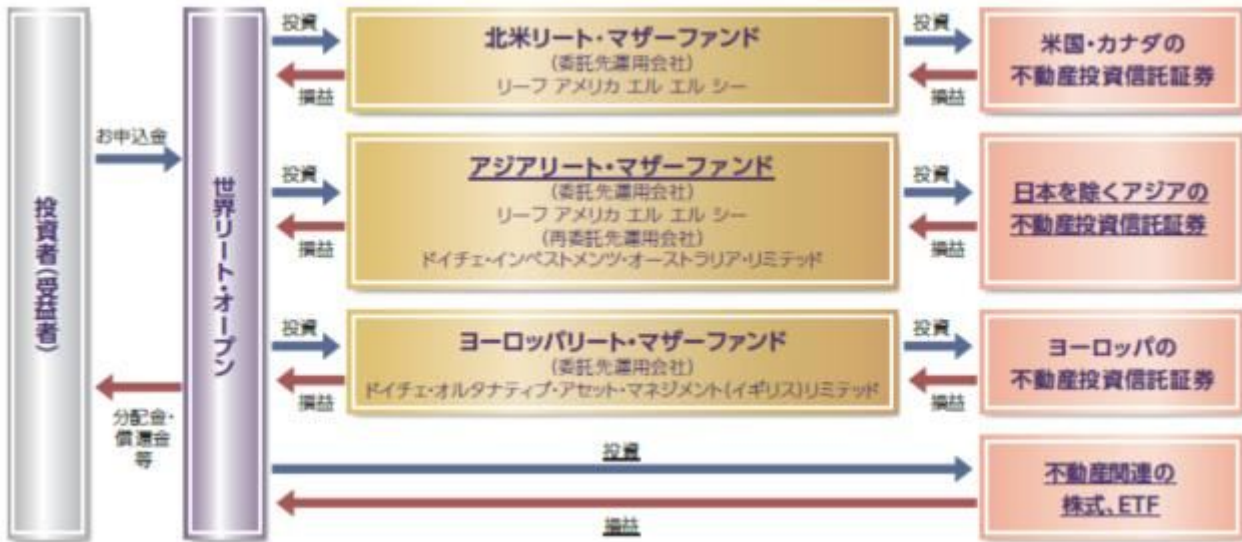 投資者(受益者)
お申込金
分配金・
償還金
等
世界リート・オープン
投資
損益
北米リート・マザーファンド
(委託先運用会社)
リーフ アメリカ エル エル シー
投資
損益
米国・カナダの
不動産投資信託証券
投資
損益
アジアリート・マザーファンド
(委託先運用会社)
リーフ アメリカ エル エル シー
(再委託先運用会社)
ドイチェ・インベストメンツ・オーストラリア・リミテッド
投資
損益
日本を除くアジアの
不動産投資信託証券
投資
損益
ヨーロッパリート・マザーファンド
(委託先運用会社)
ドイチェ・オルタナティブ・アセット・マネジメント(イギリス)リミテッド
投資
損益
ヨーロッパの
不動産投資信託証券
投資
損益
不動産関連の
株式、ETF